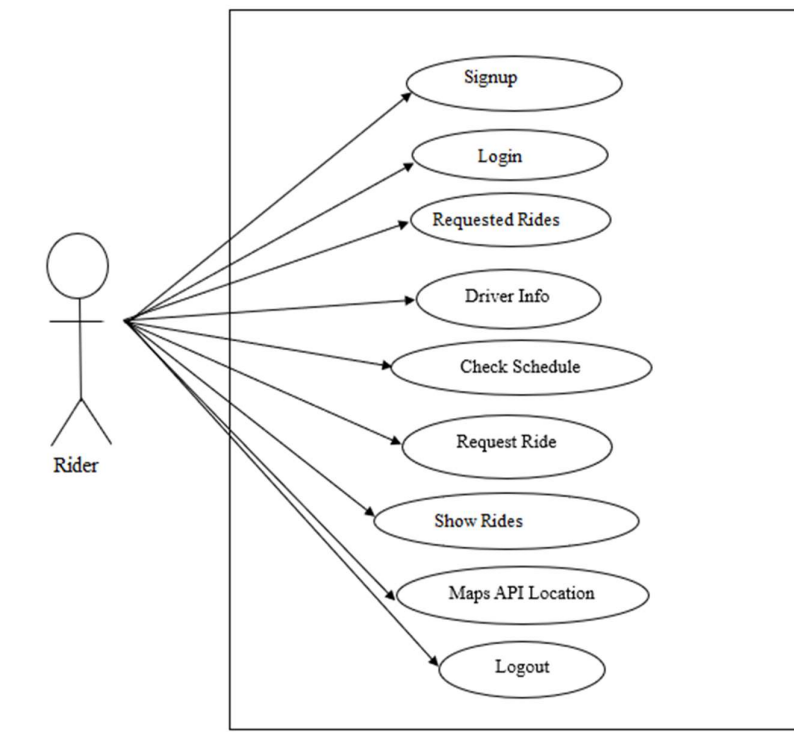 Signup
Login
Requested Rides
Driver Info
Check Schedule
Request Ride
Rider
Show Rides
Maps API Location
Logout